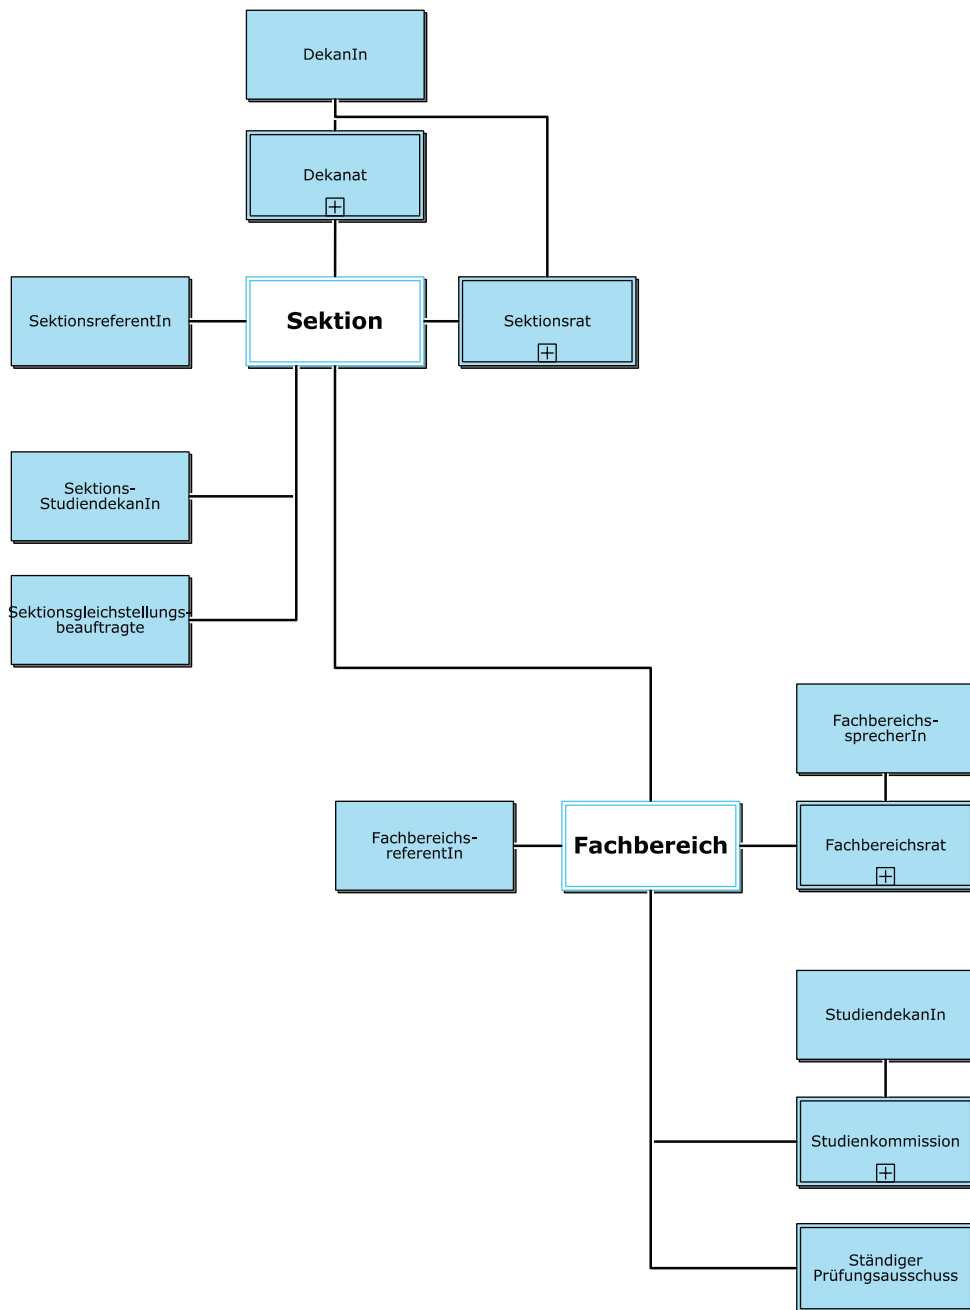 DekanIn
Dekanat
SektionsreferentIn
Sektion
Sektionsrat
Sektions-
StudiendekanIn
Sektionsgleichstellungs-
beauftragte
Fachbereichs-
sprecherIn
Fachbereichs-
referentIn
Fachbereich
Fachbereichsrat
StudiendekanIn
Studienkommission
Ständiger
Prüfungsausschuss